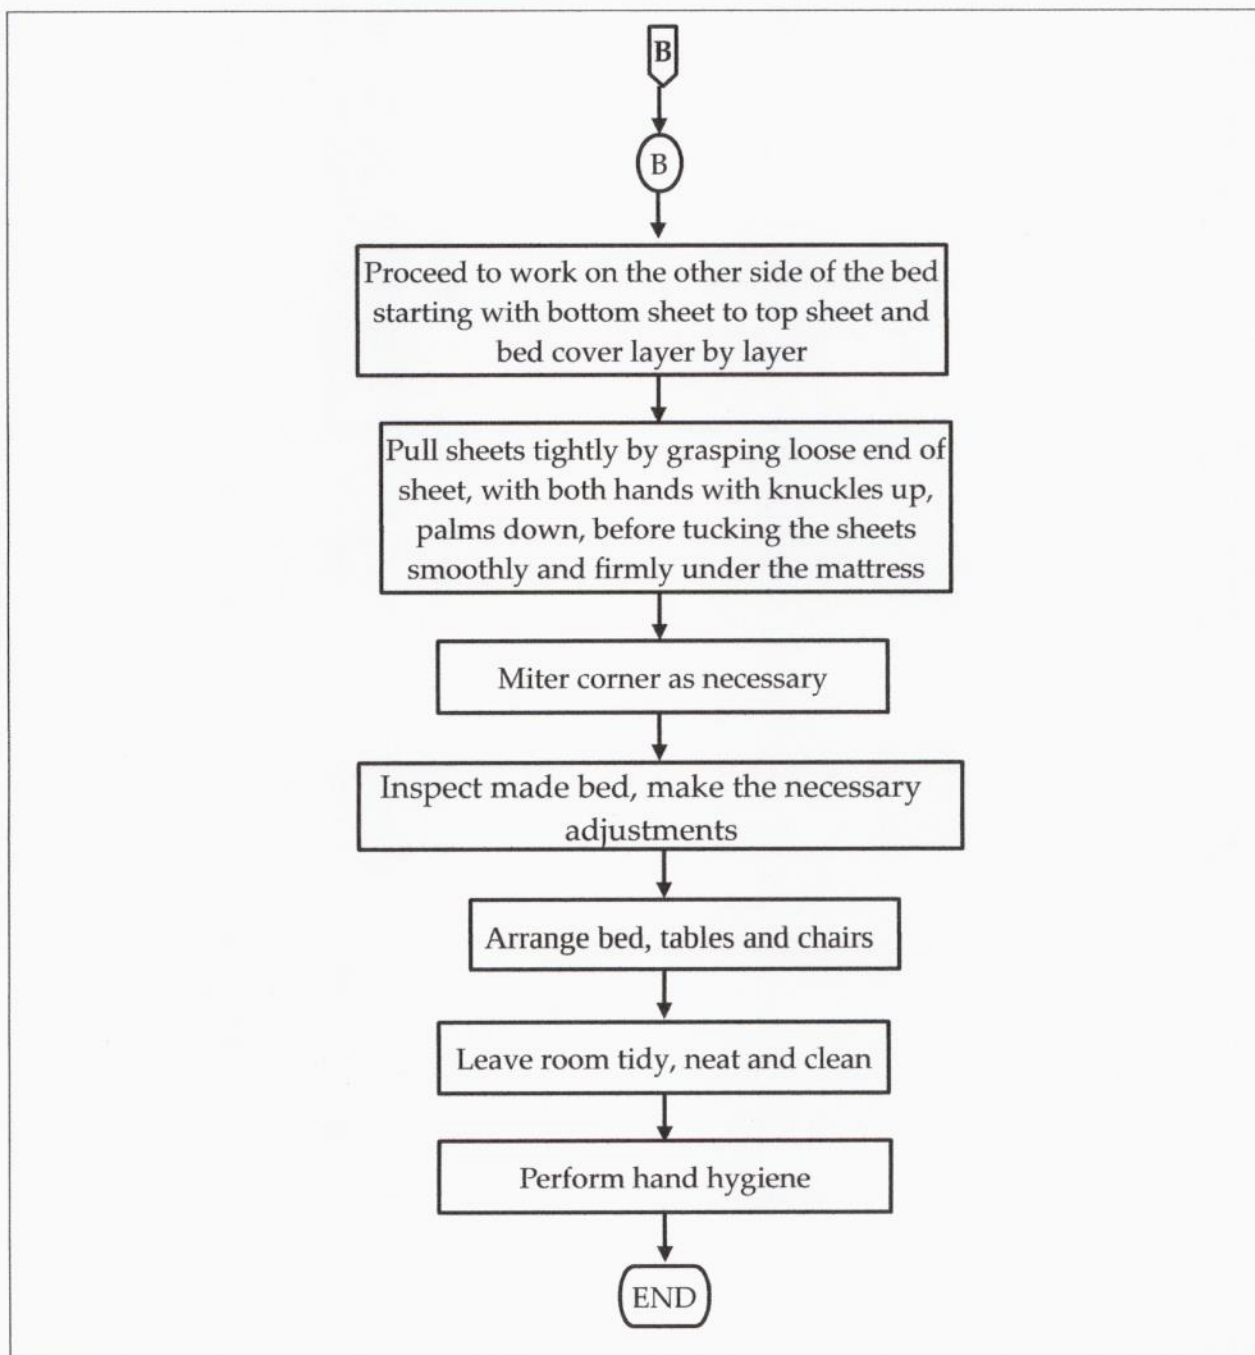 B
B
Proceed to work on the other side of the bed
starting with bottom sheet to top sheet and
bed cover layer by layer
Pull sheets tightly by grasping loose end of
sheet, with both hands with knuckles up,
palms down, before tucking the sheets
smoothly and firmly under the mattress
Miter corner as necessary
Inspect made bed, make the necessary
adjustments
Arrange bed, tables and chairs
Leave room tidy, neat and clean
Perform hand hygiene
END